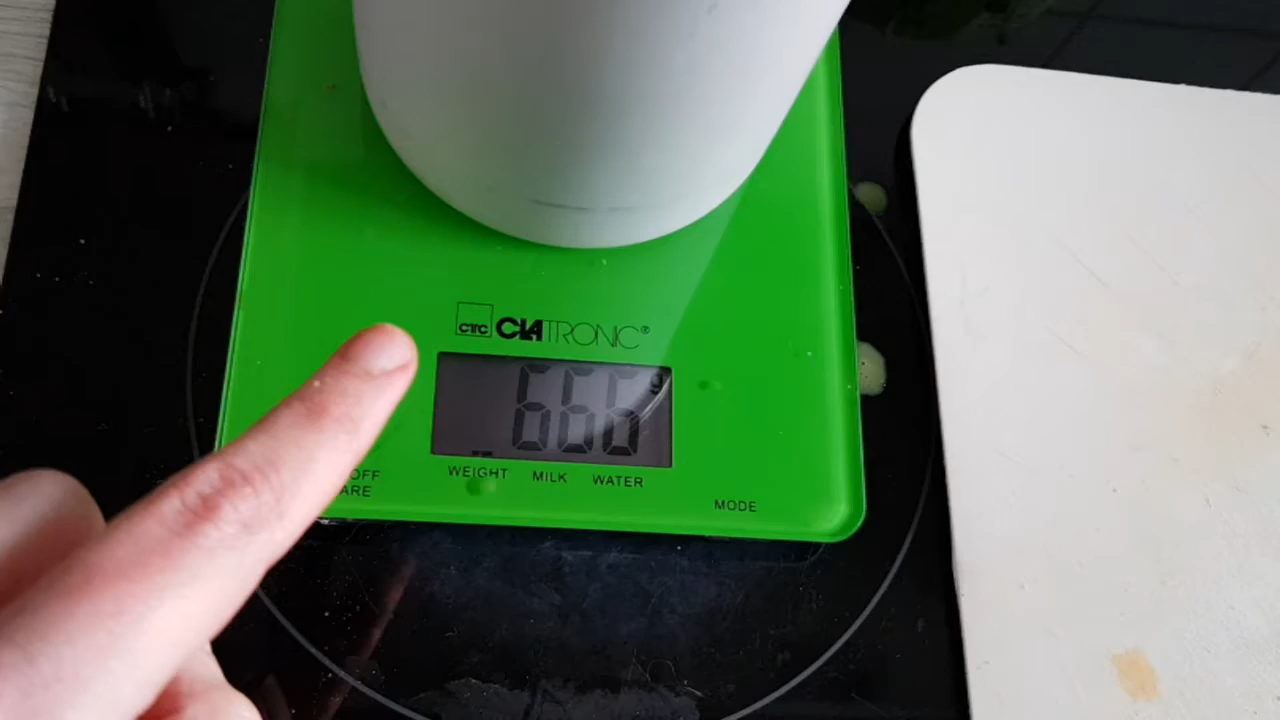 CTC CLATRONIC®
666 g
WEIGHT MILK WATER
OFF
ARE
MODE